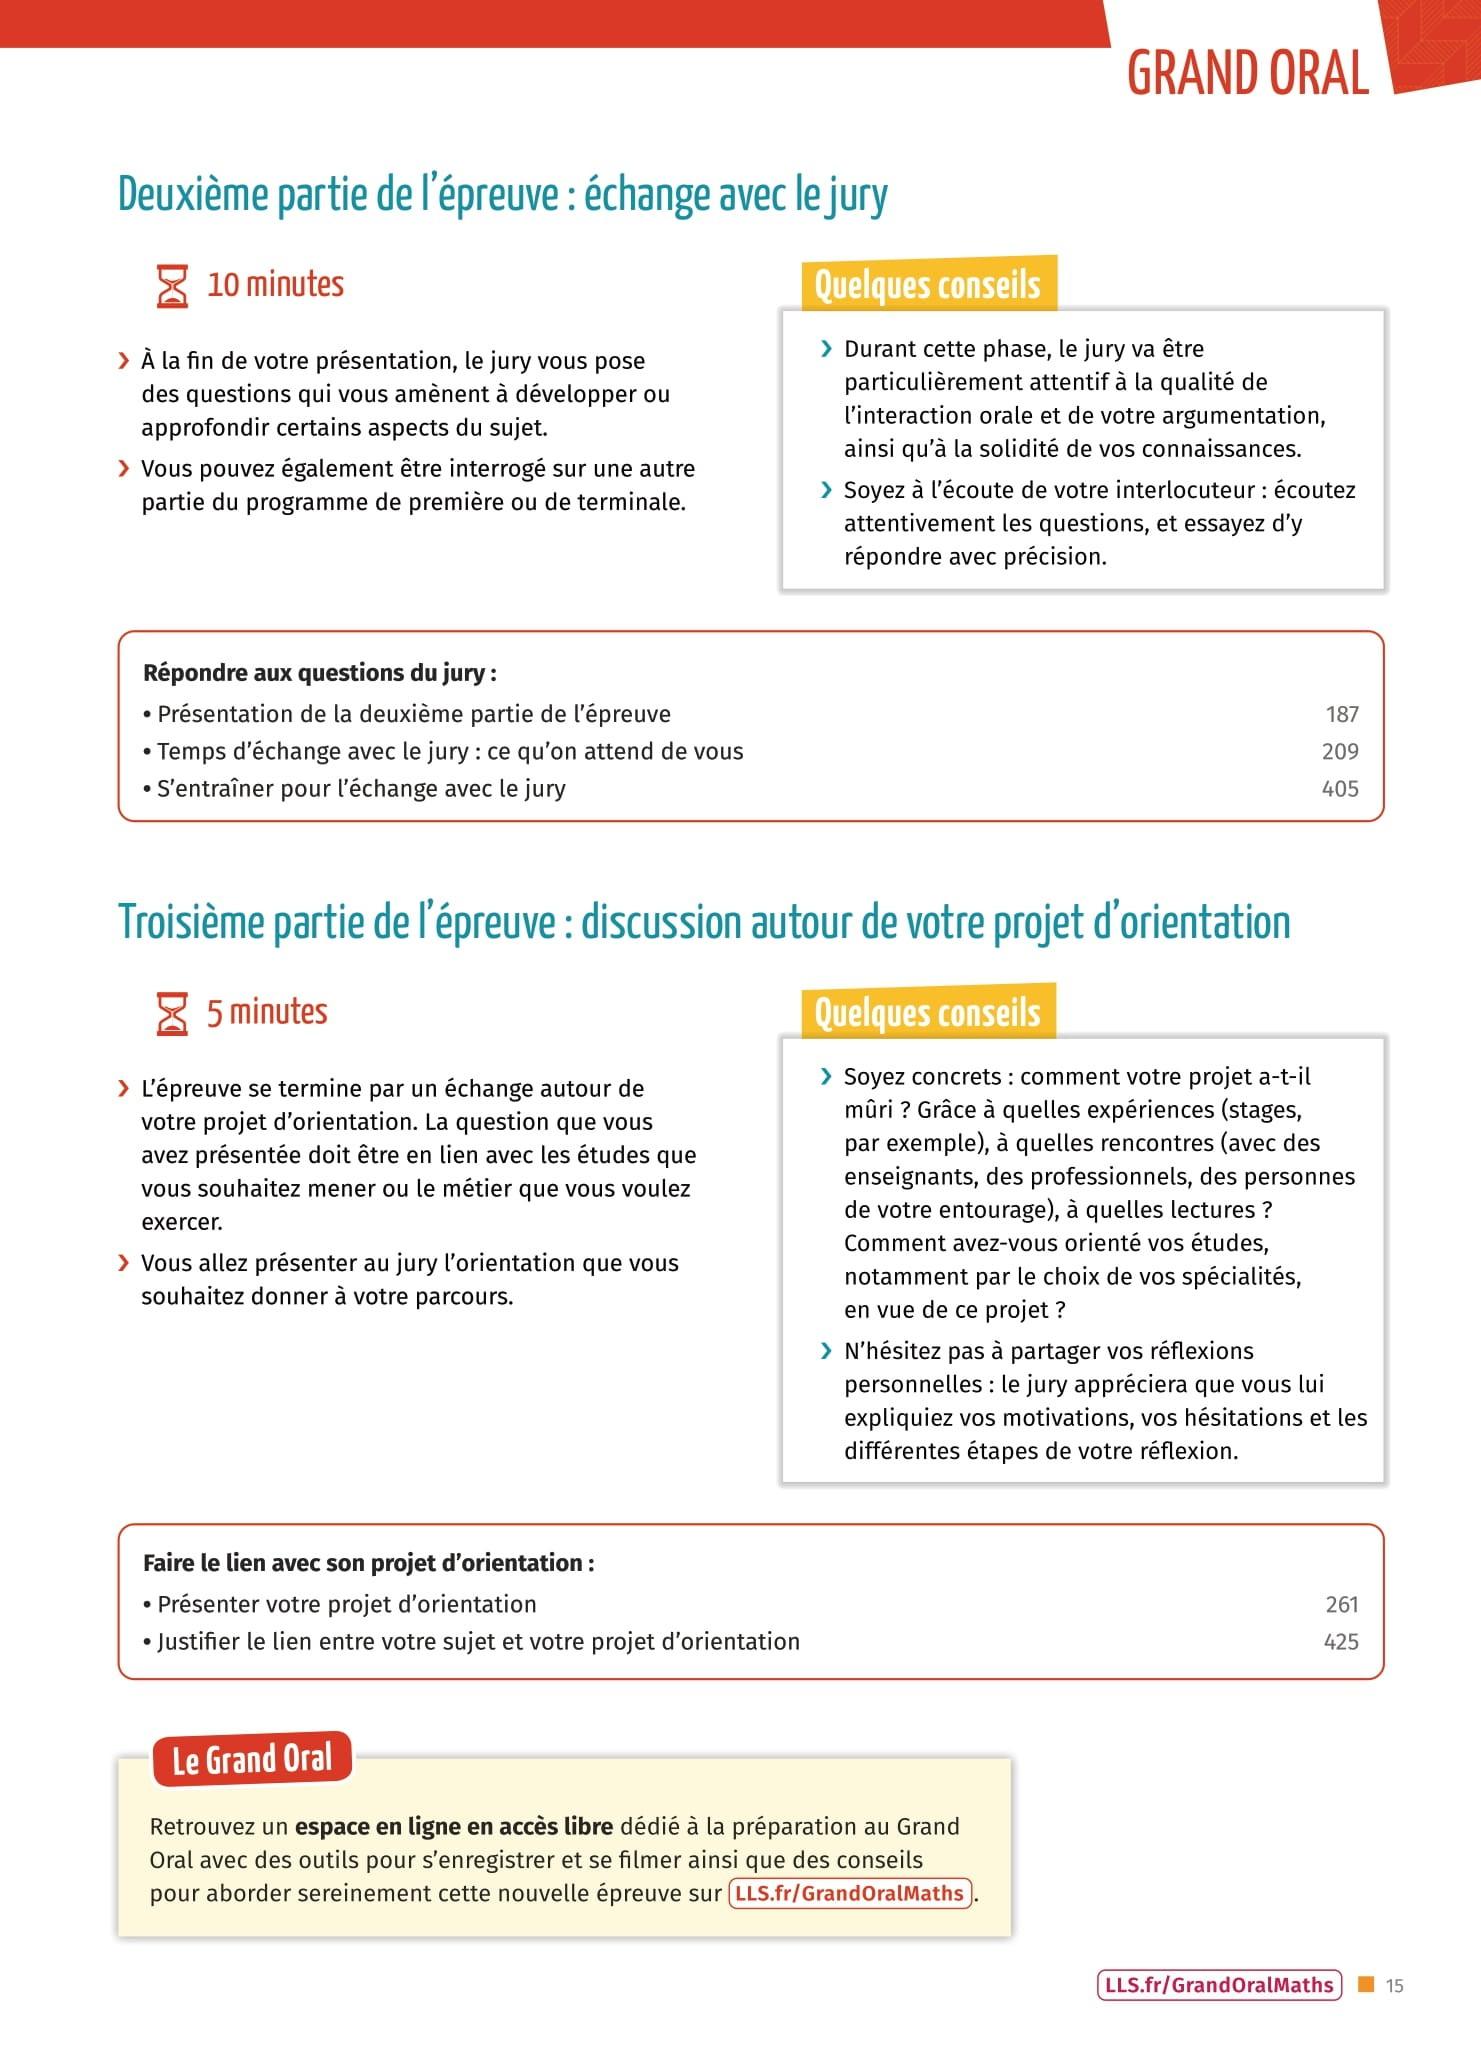 GRAND ORAL
Deuxième partie de l’épreuve : échange avec le jury
10 minutes
› À la fin de votre présentation, le jury vous pose
des questions qui vous amènent à développer ou
approfondir certains aspects du sujet.
› Vous pouvez également être interrogé sur une autre
partie du programme de première ou de terminale.
Quelques conseils
› Durant cette phase, le jury va être
particulièrement attentif à la qualité de
l’interaction orale et de votre argumentation,
ainsi qu’à la solidité de vos connaissances.
› Soyez à l’écoute de votre interlocuteur : écoutez
attentivement les questions, et essayez d’y
répondre avec précision.
Répondre aux questions du jury :
• Présentation de la deuxième partie de l’épreuve 187
• Temps d’échange avec le jury : ce qu’on attend de vous 209
• S’entraîner pour l’échange avec le jury 405
Troisième partie de l’épreuve : discussion autour de votre projet d’orientation
5 minutes
› L’épreuve se termine par un échange autour de
votre projet d’orientation. La question que vous
avez présentée doit être en lien avec les études que
vous souhaitez mener ou le métier que vous voulez
exercer.
› Vous allez présenter au jury l’orientation que vous
souhaitez donner à votre parcours.
Quelques conseils
› Soyez concrets : comment votre projet a-t-il
mûri ? Grâce à quelles expériences (stages,
par exemple), à quelles rencontres (avec des
enseignants, des professionnels, des personnes
de votre entourage), à quelles lectures ?
Comment avez-vous orienté vos études,
notamment par le choix de vos spécialités,
en vue de ce projet ?
› N’hésitez pas à partager vos réflexions
personnelles : le jury appréciera que vous lui
expliquiez vos motivations, vos hésitations et les
différentes étapes de votre réflexion.
Faire le lien avec son projet d’orientation :
• Présenter votre projet d’orientation 261
• Justifier le lien entre votre sujet et votre projet d’orientation 425
Le Grand Oral
Retrouvez un espace en ligne en accès libre dédié à la préparation au Grand
Oral avec des outils pour s’enregistrer et se filmer ainsi que des conseils
pour aborder sereinement cette nouvelle épreuve sur LLS.fr/GrandOralMaths .
LLS.fr/GrandOralMaths 15